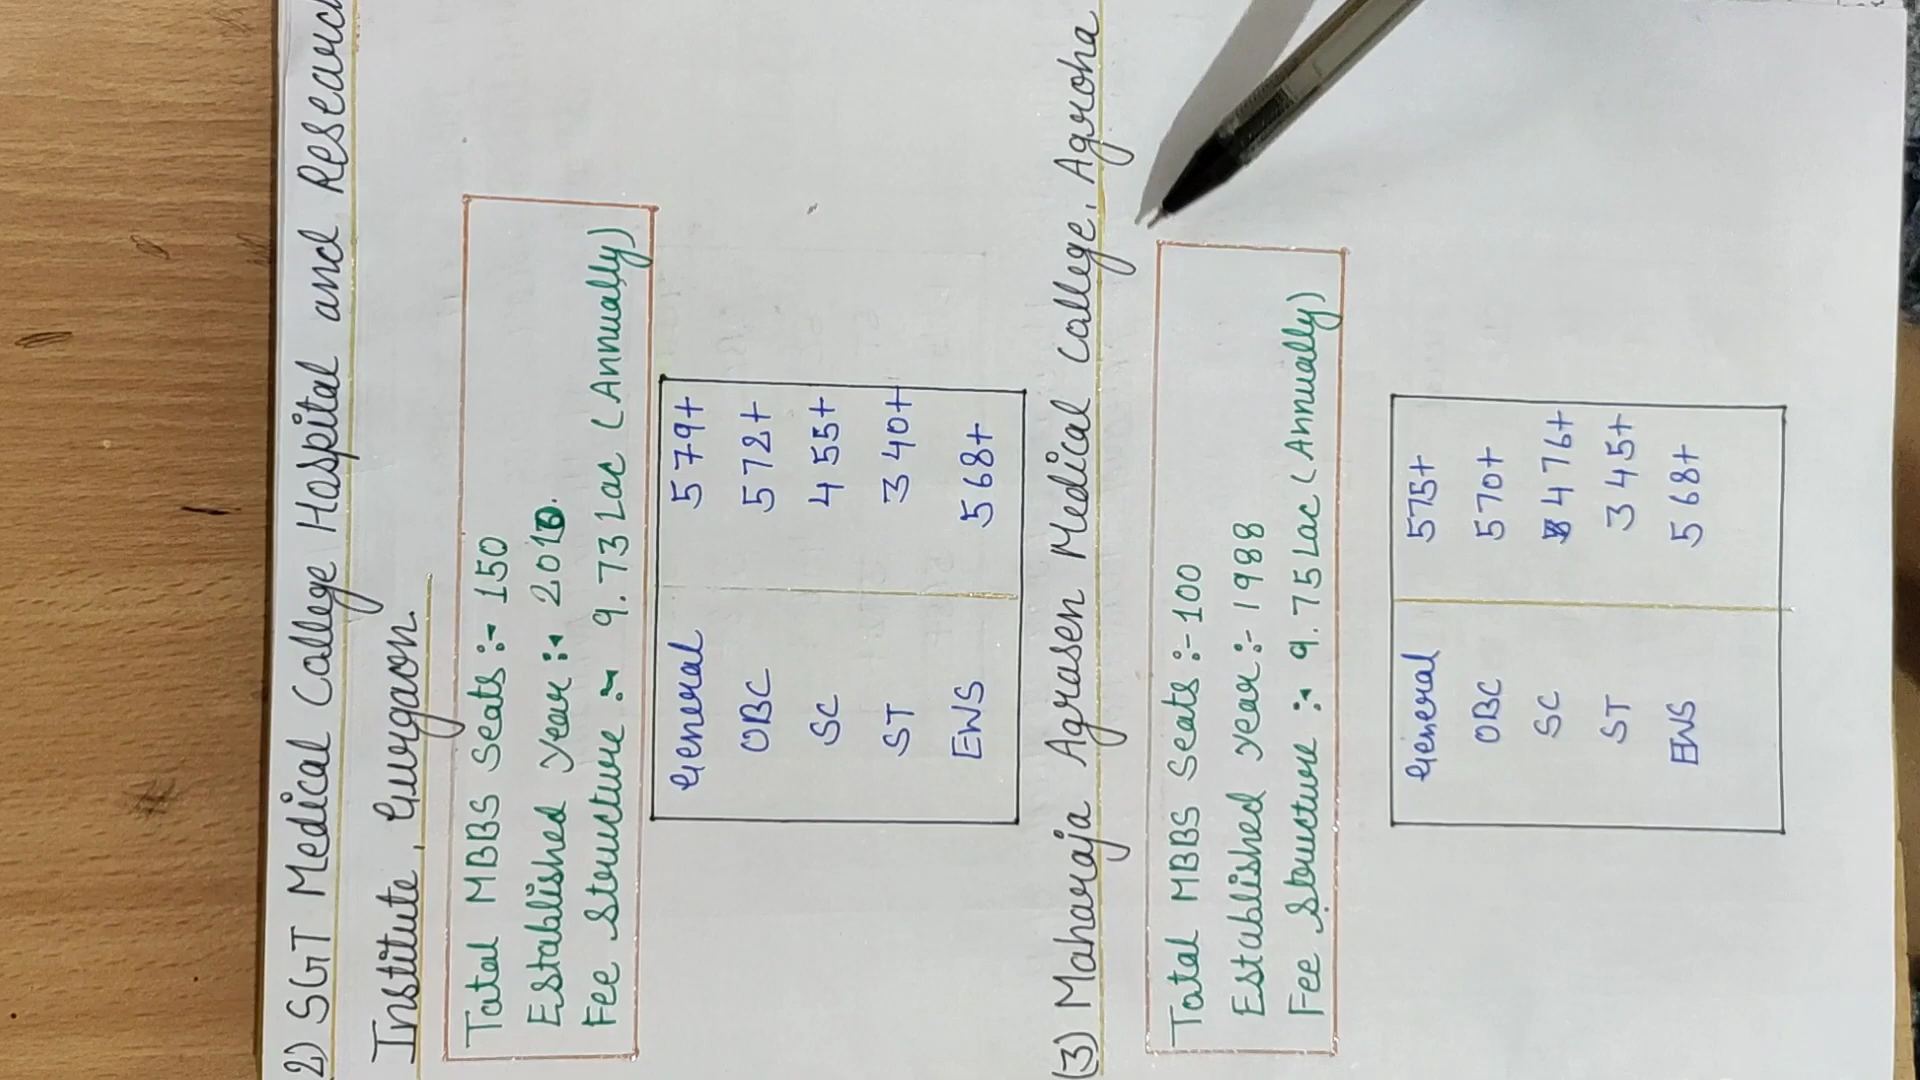 2) SGT Medical College Hospital and Research
Institute, Gurgaon.
Total MBBS Seats :- 150
Established year :- 2010.
Fee Structure :- 9.73 Lac (Annually)
General 579+
OBC 572+
SC 455+
ST 340+
EWS 568+
(3) Maharaja Agrasen Medical College, Agroha
Total MBBS Seats :- 100
Established year :- 1988
Fee Structure :- 9.75 Lac (Annually)
General 575+
OBC 570+
SC 476+
ST 345+
EWS 568+